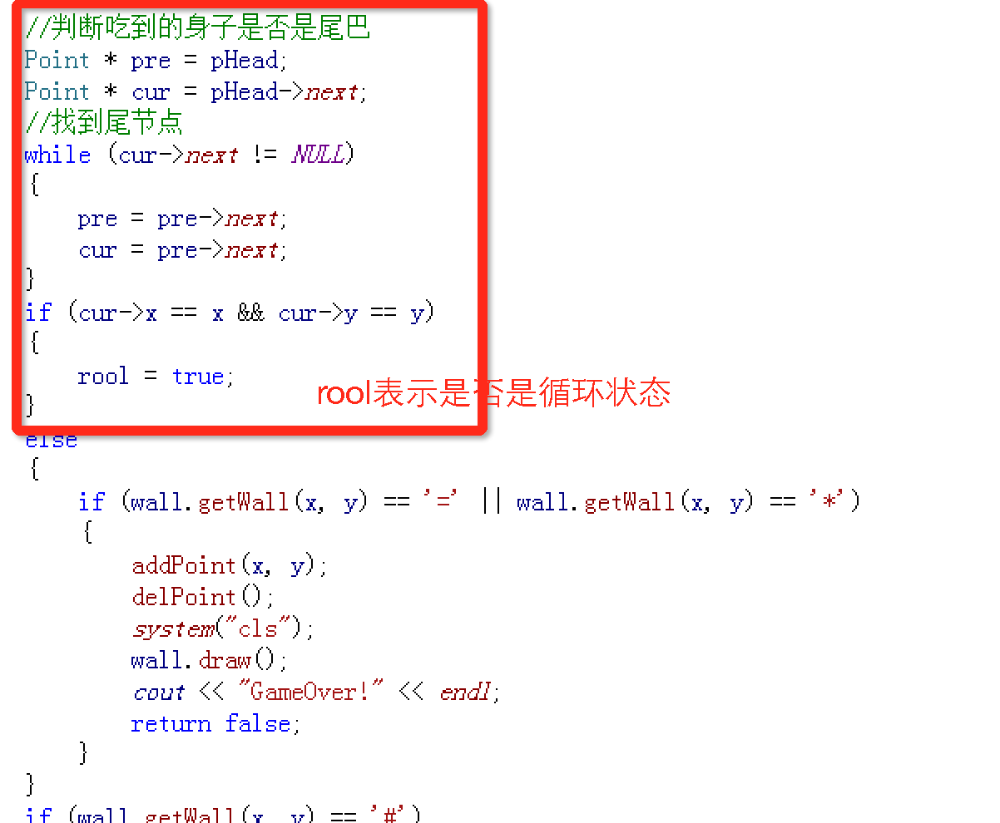 //判断吃到的身子是否是尾巴
Point * pre = pHead;
Point * cur = pHead->next;
//找到尾节点
while (cur->next != NULL)
{
    pre = pre->next;
    cur = pre->next;
}
if (cur->x == x && cur->y == y)
{
    rool = true;
}
rool表示是否是循环状态
else
{
    if (wall.getWall(x, y) == '=' || wall.getWall(x, y) == '*')
    {
        addPoint(x, y);
        delPoint();
        system("cls");
        wall.draw();
        cout << "GameOver!" << endl;
        return false;
    }
}
if (wall.getWall(x, y) == '#')